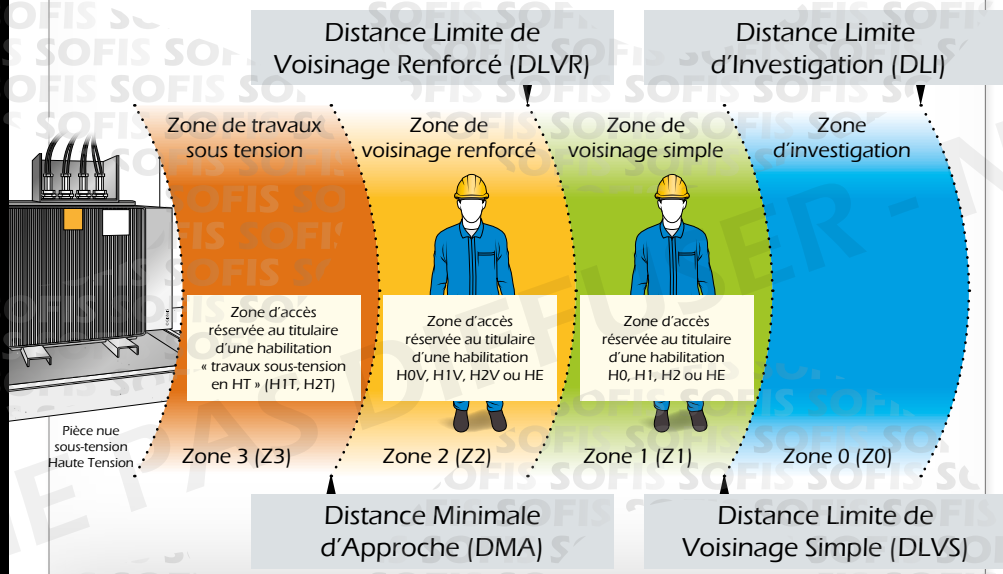 Distance Limite de
Voisinage Renforcé (DLVR)
Distance Limite
d'Investigation (DLI)
Zone de travaux
sous tension
Zone de
voisinage renforcé
Zone de
voisinage simple
Zone
d'investigation
Zone d'accès
réservée au titulaire
d'une habilitation
« travaux sous-tension
en HT » (H1T, H2T)
Zone d'accès
réservée au titulaire
d'une habilitation
H0V, H1V, H2V ou HE
Zone d'accès
réservée au titulaire
d'une habilitation
H0, H1, H2 ou HE
Pièce nue
sous-tension
Haute Tension
Zone 3 (Z3)
Zone 2 (Z2)
Zone 1 (Z1)
Zone 0 (Z0)
Distance Minimale
d'Approche (DMA)
Distance Limite de
Voisinage Simple (DLVS)
SOFIS
NE PAS DIFFUSER - N